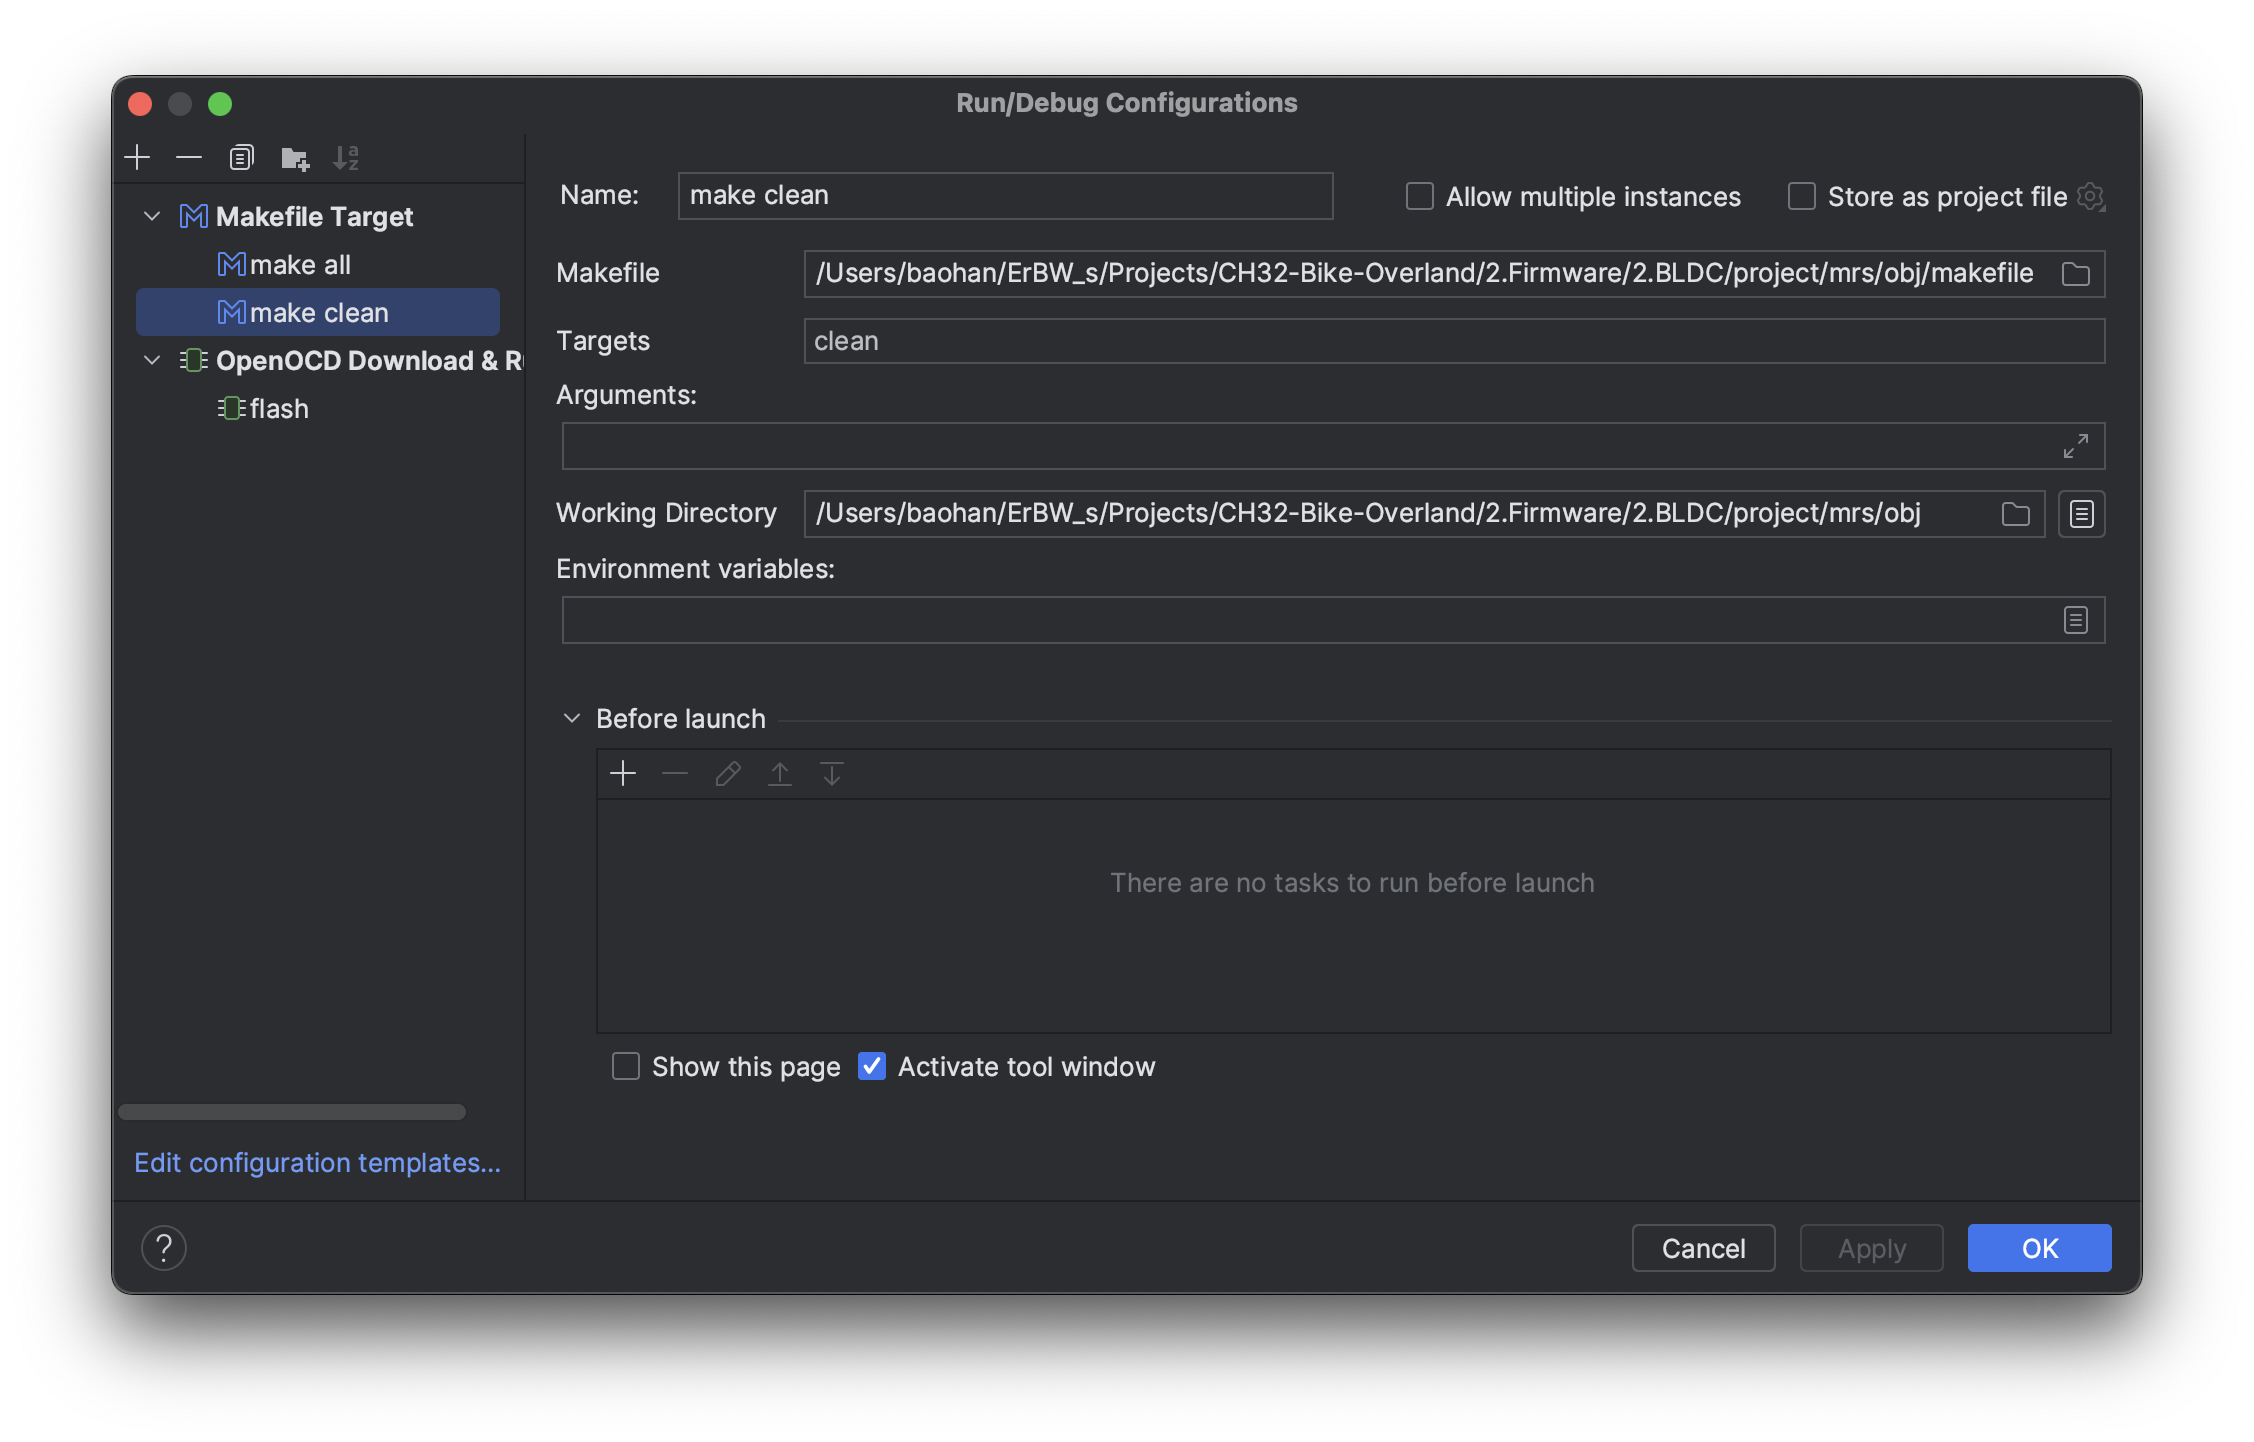 Run/Debug Configurations
Makefile Target
make all
make clean
OpenOCD Download & R
flash
Edit configuration templates...
Name: make clean
Allow multiple instances
Store as project file
Makefile /Users/baohan/ErBW_s/Projects/CH32-Bike-Overland/2.Firmware/2.BLDC/project/mrs/obj/makefile
Targets clean
Arguments:
Working Directory /Users/baohan/ErBW_s/Projects/CH32-Bike-Overland/2.Firmware/2.BLDC/project/mrs/obj
Environment variables:
Before launch
There are no tasks to run before launch
Show this page
Activate tool window
?
Cancel
Apply
OK